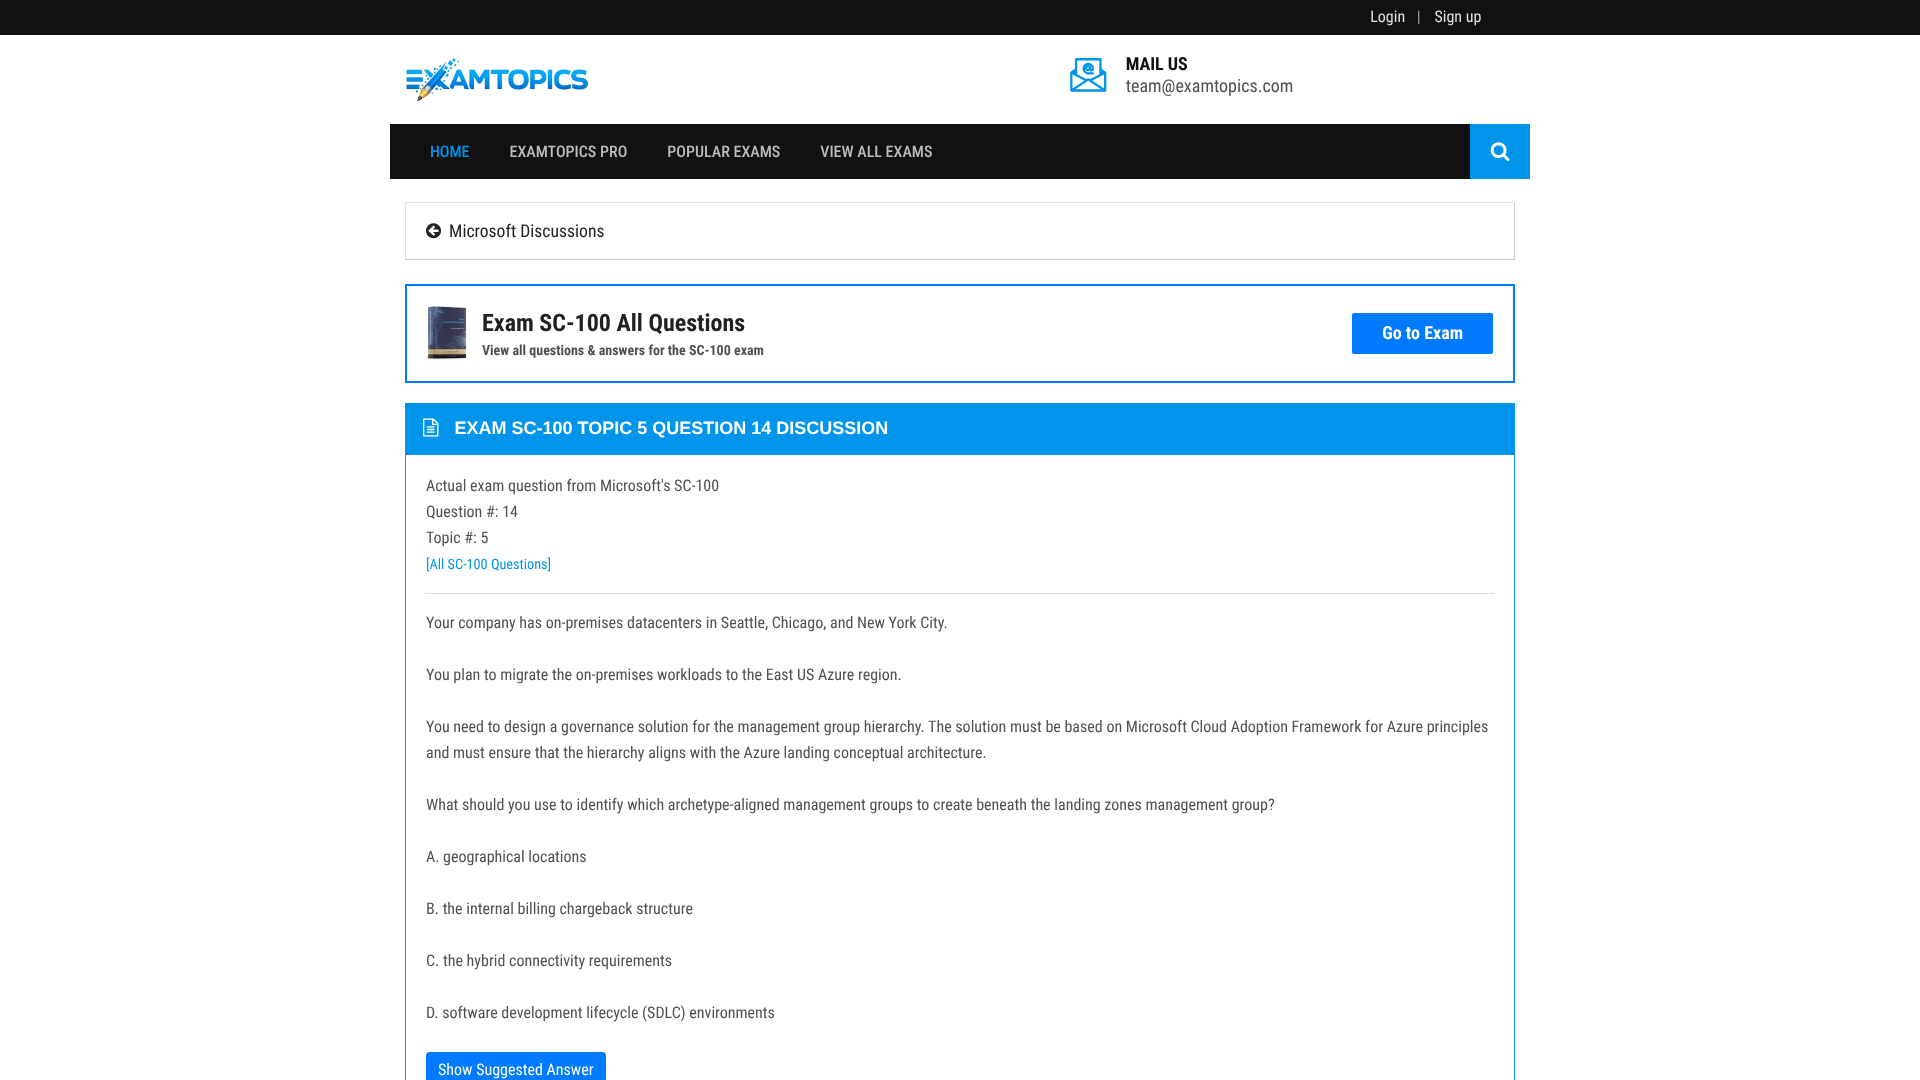 Login | Sign up
EXAMTOPICS
MAIL US
team@examtopics.com
HOME EXAMTOPICS PRO POPULAR EXAMS VIEW ALL EXAMS
Microsoft Discussions
Exam SC-100 All Questions
View all questions & answers for the SC-100 exam
Go to Exam
EXAM SC-100 TOPIC 5 QUESTION 14 DISCUSSION
Actual exam question from Microsoft's SC-100
Question #: 14
Topic #: 5
[All SC-100 Questions]
Your company has on-premises datacenters in Seattle, Chicago, and New York City.
You plan to migrate the on-premises workloads to the East US Azure region.
You need to design a governance solution for the management group hierarchy. The solution must be based on Microsoft Cloud Adoption Framework for Azure principles
and must ensure that the hierarchy aligns with the Azure landing conceptual architecture.
What should you use to identify which archetype-aligned management groups to create beneath the landing zones management group?
A. geographical locations
B. the internal billing chargeback structure
C. the hybrid connectivity requirements
D. software development lifecycle (SDLC) environments
Show Suggested Answer